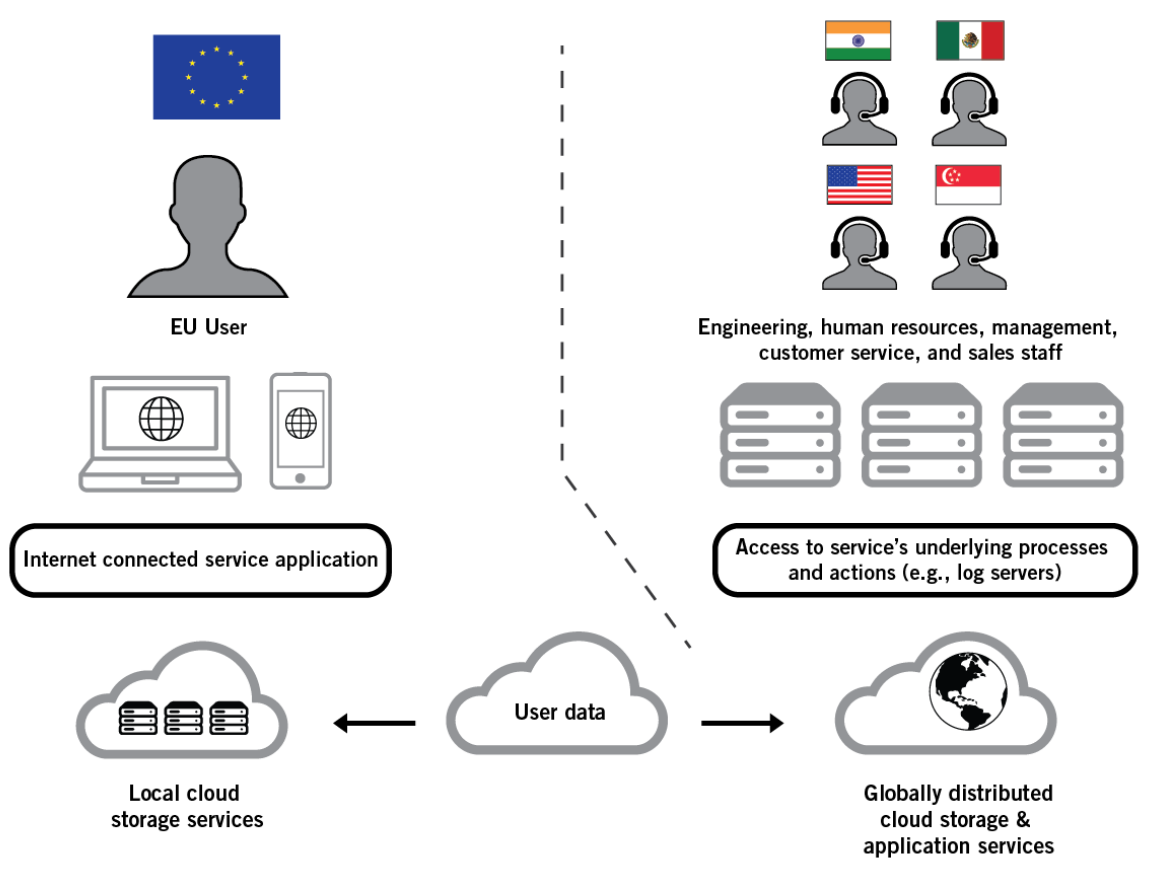 EU User
Engineering, human resources, management,
customer service, and sales staff
Internet connected service application
Access to service's underlying processes
and actions (e.g., log servers)
User data
Local cloud
storage services
Globally distributed
cloud storage &
application services